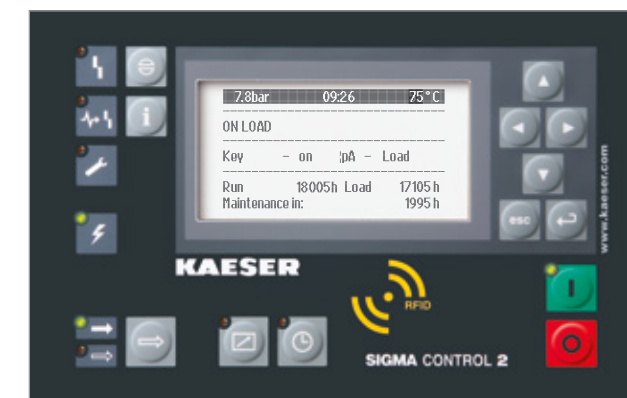 7.8bar 09:26 75°C
ON LOAD
Key - on ¦pA - Load
Run 18005h Load 17105h
Maintenance in: 1995h
esc
www.kaeser.com
KAESER
RFID
I
SIGMA CONTROL 2